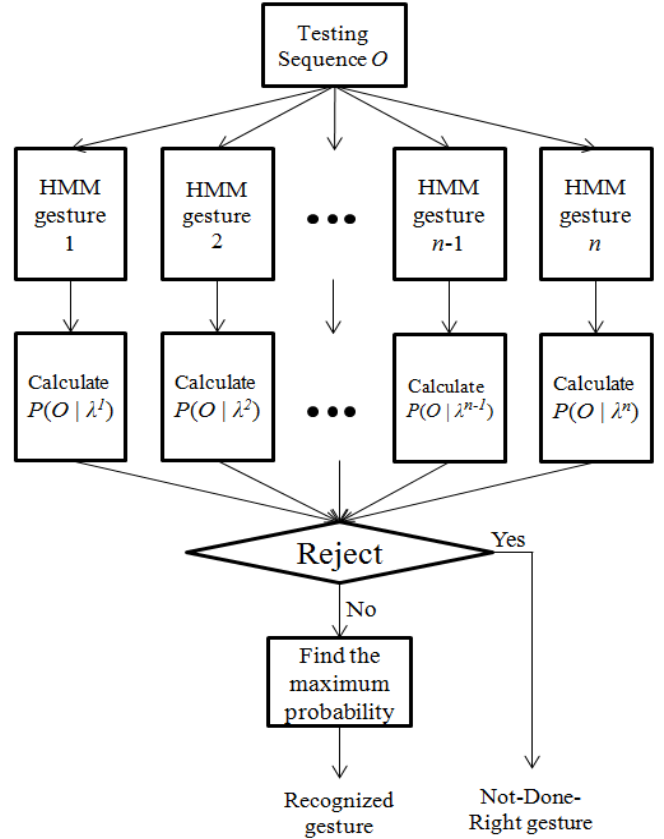 Testing
Sequence O
HMM
gesture
1
HMM
gesture
2
•••
HMM
gesture
n-1
HMM
gesture
n
Calculate
P(O | λ¹)
Calculate
P(O | λ²)
•••
Calculate
P(O | λⁿ⁻¹)
Calculate
P(O | λⁿ)
Reject
Yes
No
Find the
maximum
probability
Recognized
gesture
Not-Done-
Right gesture